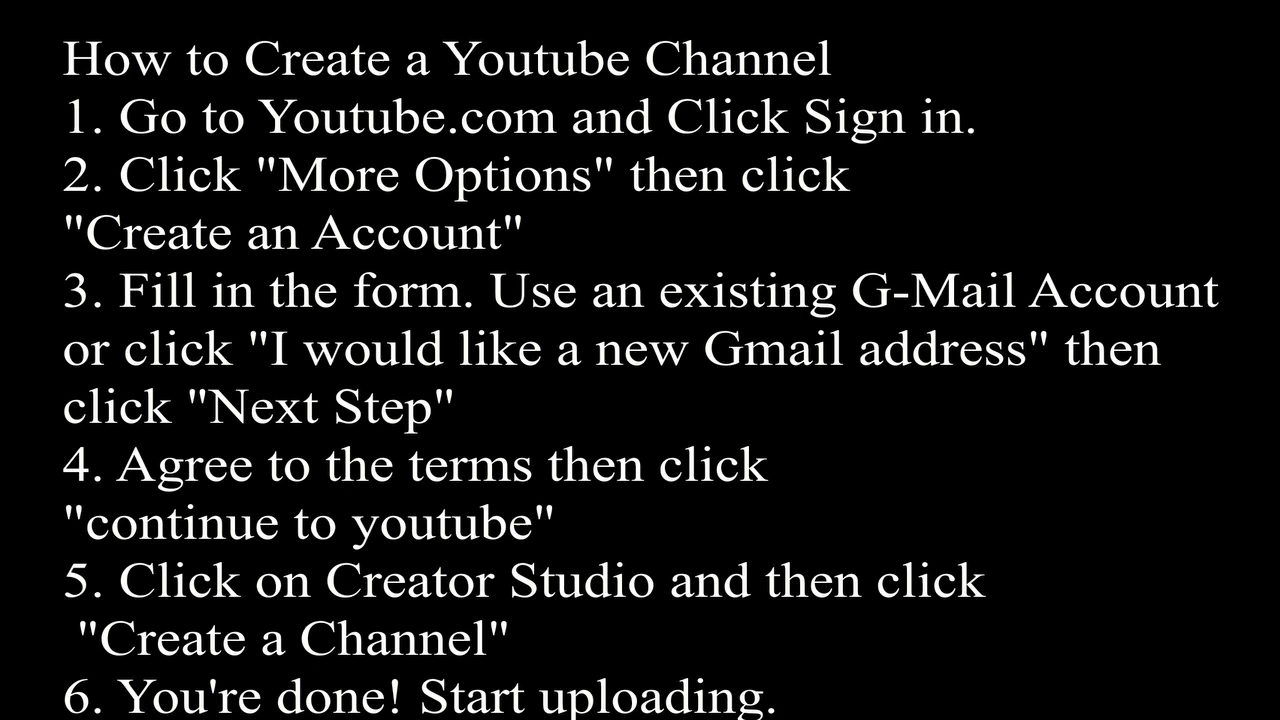 How to Create a Youtube Channel
1. Go to Youtube.com and Click Sign in.
2. Click "More Options" then click
"Create an Account"
3. Fill in the form. Use an existing G-Mail Account
or click "I would like a new Gmail address" then
click "Next Step"
4. Agree to the terms then click
"continue to youtube"
5. Click on Creator Studio and then click
"Create a Channel"
6. You're done! Start uploading.